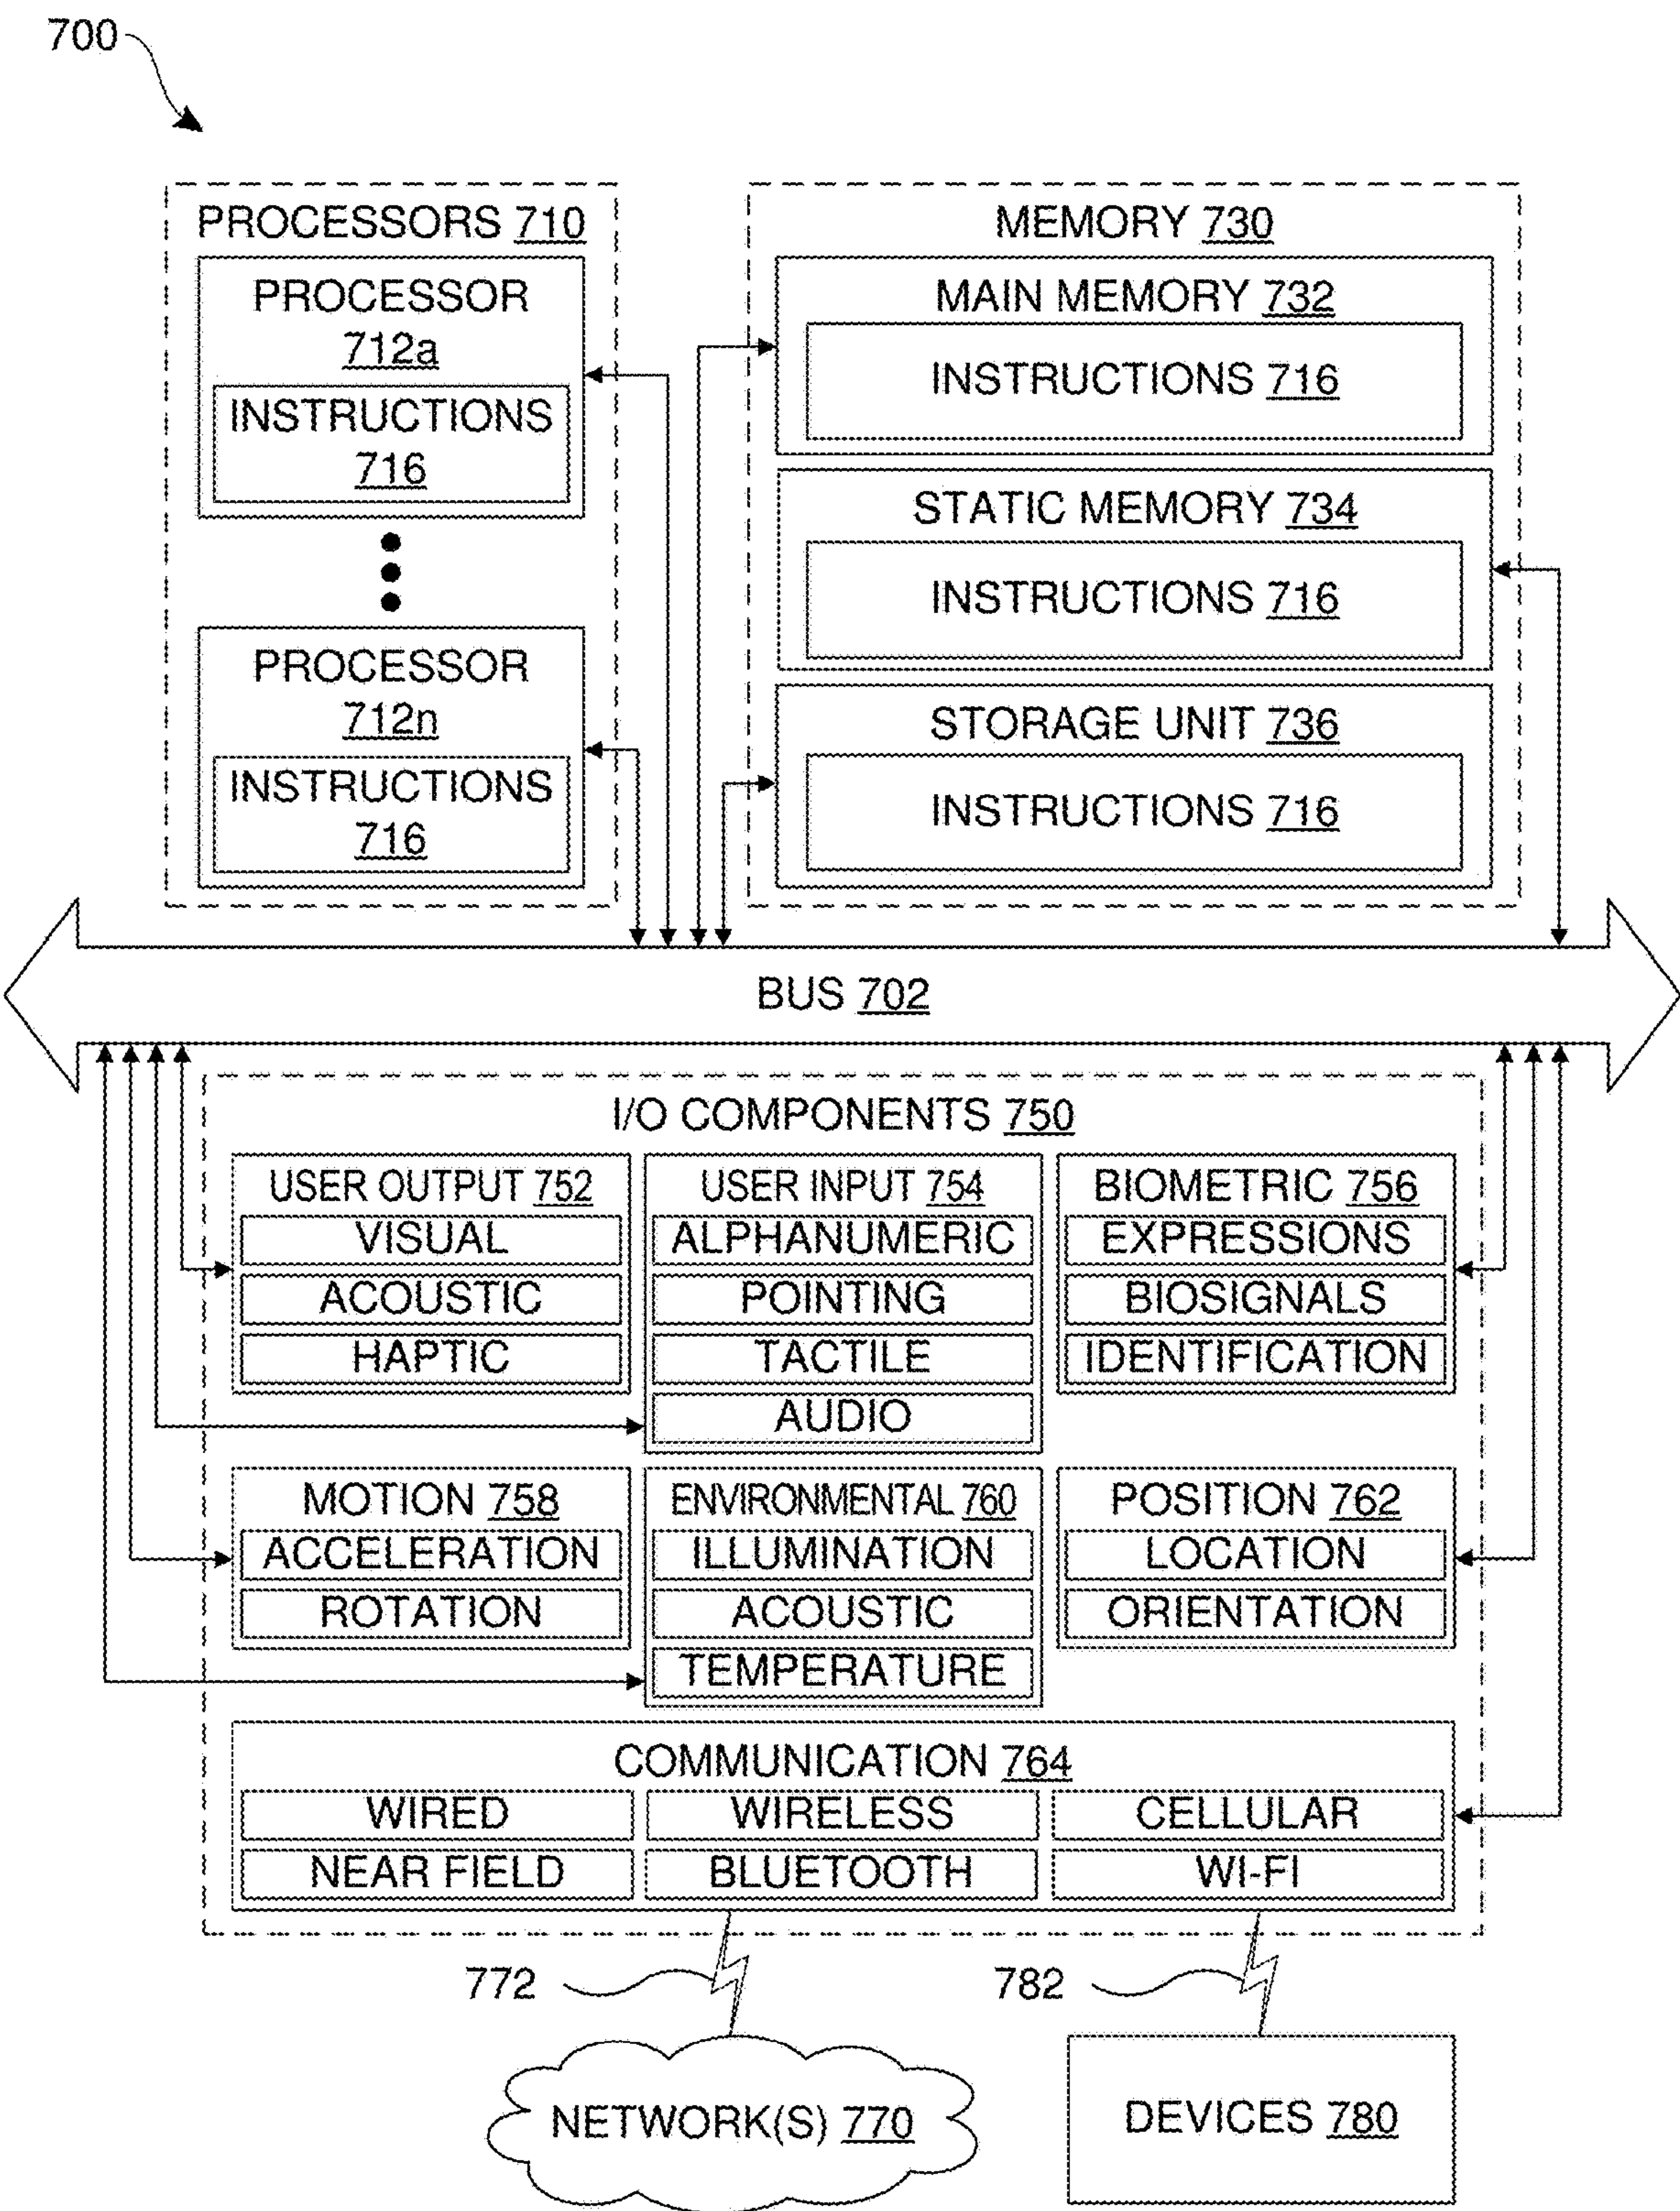 700
PROCESSORS 710
PROCESSOR
712a
INSTRUCTIONS
716
PROCESSOR
712n
INSTRUCTIONS
716
MEMORY 730
MAIN MEMORY 732
INSTRUCTIONS 716
STATIC MEMORY 734
INSTRUCTIONS 716
STORAGE UNIT 736
INSTRUCTIONS 716
BUS 702
I/O COMPONENTS 750
USER OUTPUT 752
VISUAL
ACOUSTIC
HAPTIC
USER INPUT 754
ALPHANUMERIC
POINTING
TACTILE
AUDIO
BIOMETRIC 756
EXPRESSIONS
BIOSIGNALS
IDENTIFICATION
MOTION 758
ACCELERATION
ROTATION
ENVIRONMENTAL 760
ILLUMINATION
ACOUSTIC
TEMPERATURE
POSITION 762
LOCATION
ORIENTATION
COMMUNICATION 764
WIRED
WIRELESS
CELLULAR
NEAR FIELD
BLUETOOTH
WI-FI
772
782
NETWORK(S) 770
DEVICES 780